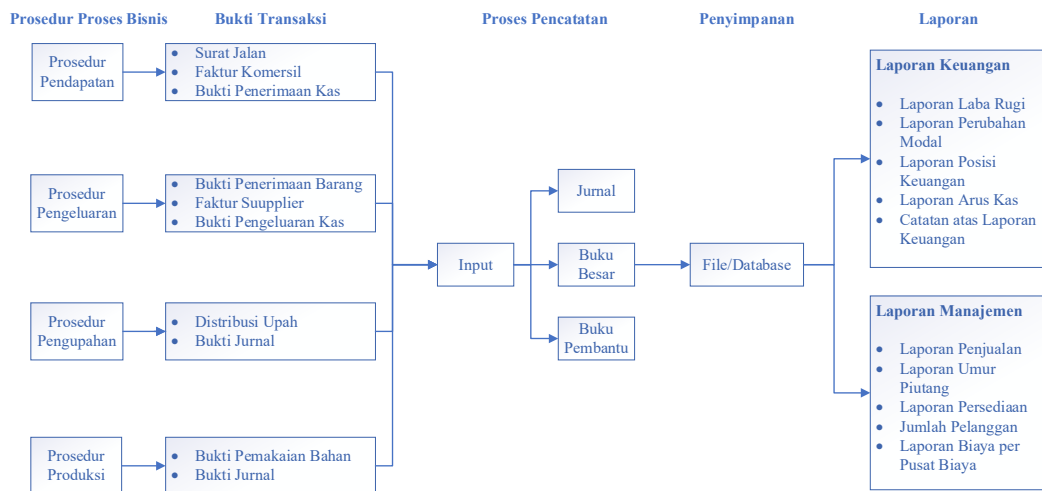 Prosedur Proses Bisnis
Bukti Transaksi
Proses Pencatatan
Penyimpanan
Laporan
Prosedur
Pendapatan
• Surat Jalan
• Faktur Komersil
• Bukti Penerimaan Kas
Prosedur
Pengeluaran
• Bukti Penerimaan Barang
• Faktur Suupplier
• Bukti Pengeluaran Kas
Prosedur
Pengupahan
• Distribusi Upah
• Bukti Jurnal
Prosedur
Produksi
• Bukti Pemakaian Bahan
• Bukti Jurnal
Input
Jurnal
Buku
Besar
Buku
Pembantu
File/Database
Laporan Keuangan
• Laporan Laba Rugi
• Laporan Perubahan
Modal
• Laporan Posisi
Keuangan
• Laporan Arus Kas
• Catatan atas Laporan
Keuangan
Laporan Manajemen
• Laporan Penjualan
• Laporan Umur
Piutang
• Laporan Persediaan
• Jumlah Pelanggan
• Laporan Biaya per
Pusat Biaya